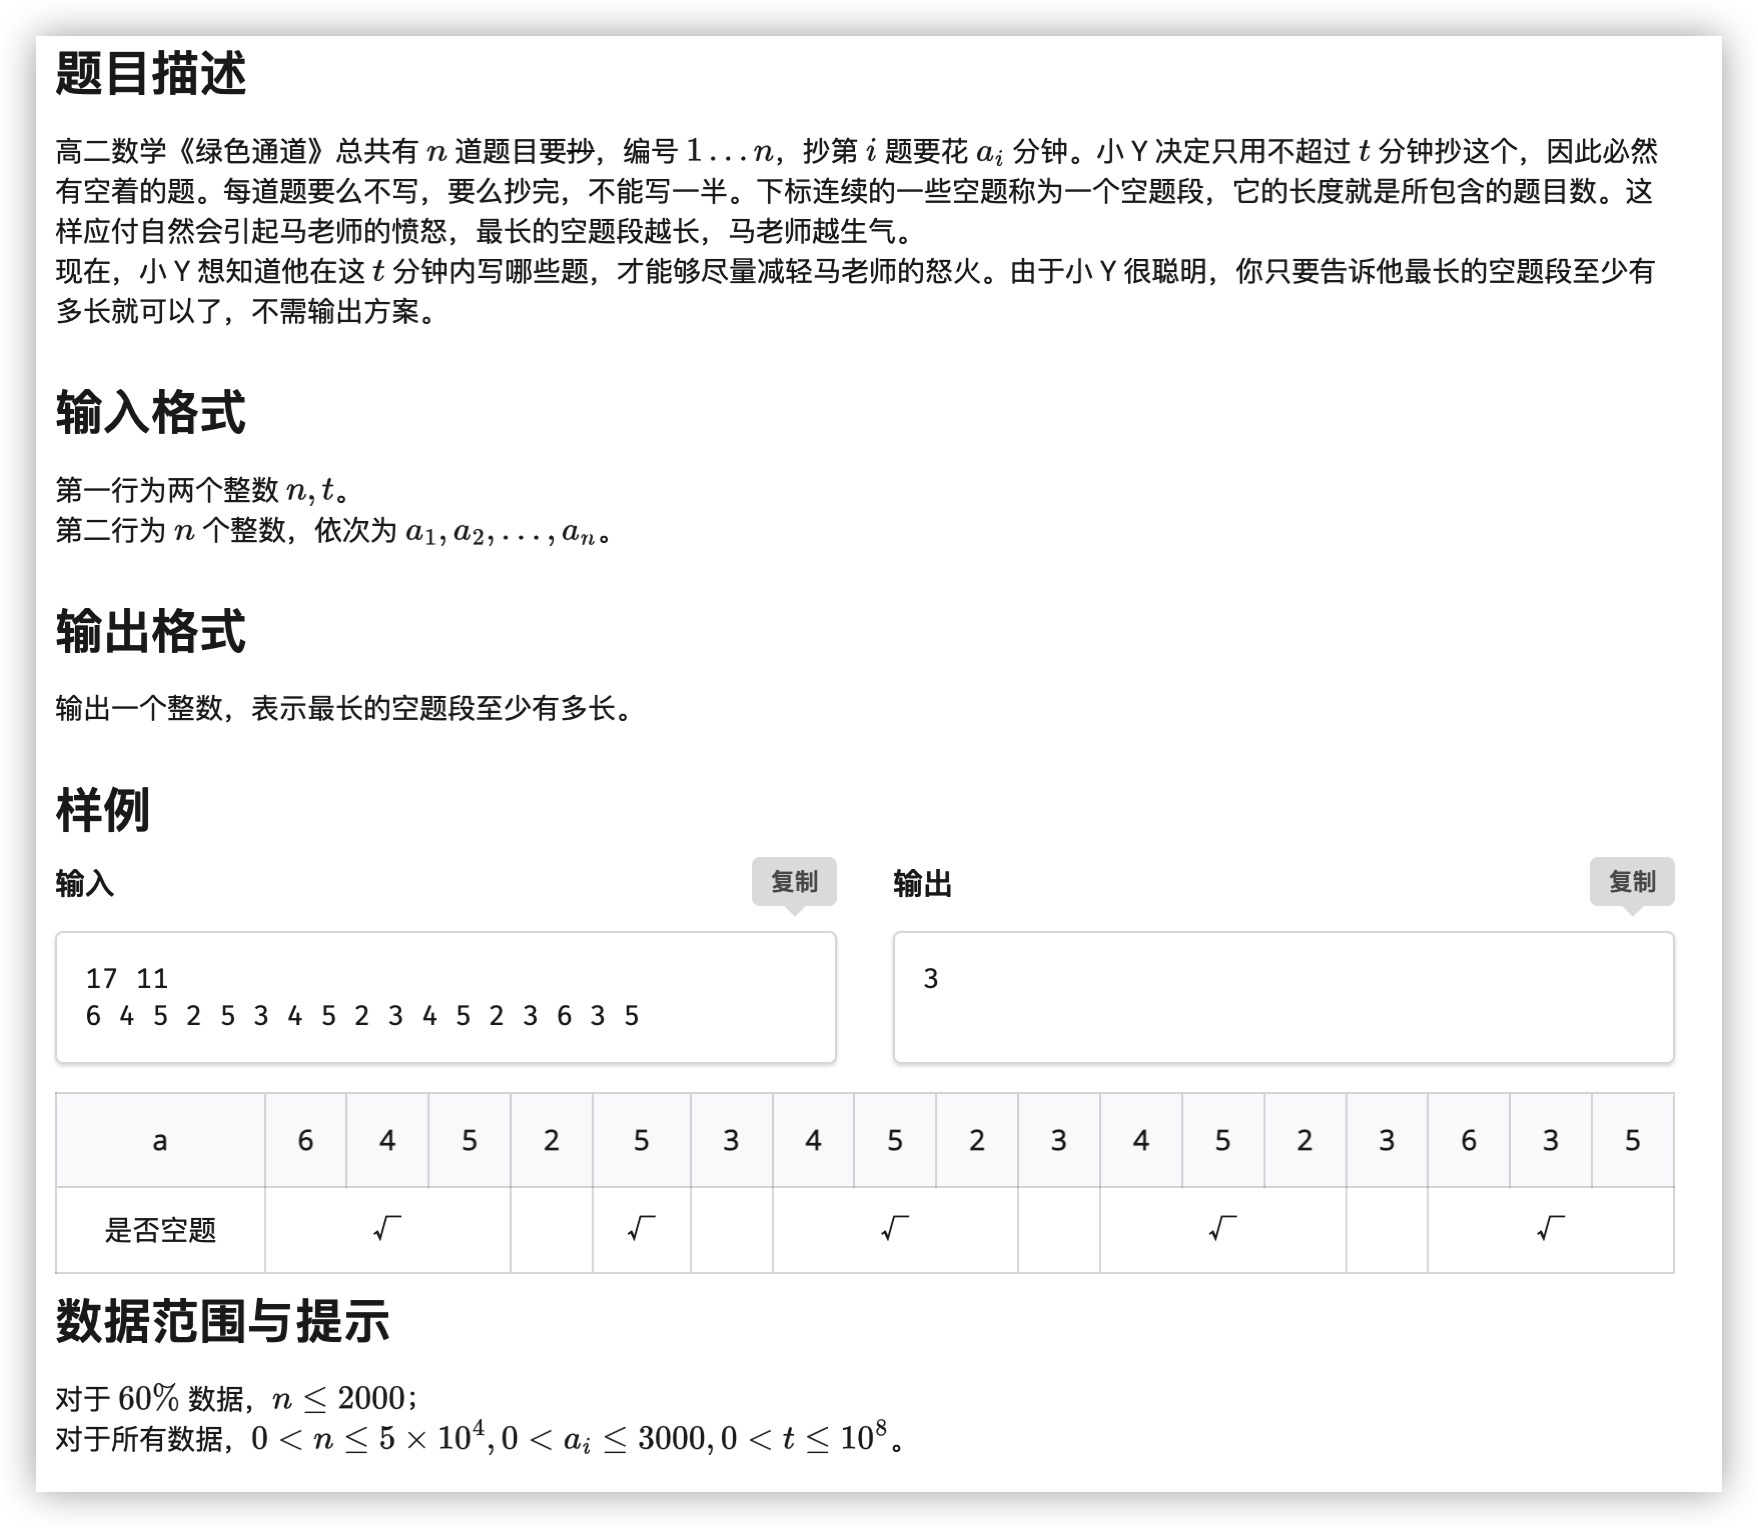 题目描述
高二数学《绿色通道》总共有 n 道题目要抄，编号 1…n，抄第 i 题要花 aᵢ 分钟。小 Y 决定只用不超过 t 分钟抄这个，因此必然
有空着的题。每道题要么不写，要么抄完，不能写一半。下标连续的一些空题称为一个空题段，它的长度就是所包含的题目数。这
样应付自然会引起马老师的愤怒，最长的空题段越长，马老师越生气。
现在，小 Y 想知道他在这 t 分钟内写哪些题，才能够尽量减轻马老师的怒火。由于小 Y 很聪明，你只要告诉他最长的空题段至少有
多长就可以了，不需输出方案。
输入格式
第一行为两个整数 n, t。
第二行为 n 个整数，依次为 a₁, a₂, …, aₙ。
输出格式
输出一个整数，表示最长的空题段至少有多长。
样例
输入 复制 输出 复制
17 11
6 4 5 2 5 3 4 5 2 3 4 5 2 3 6 3 5
3
a 6 4 5 2 5 3 4 5 2 3 4 5 2 3 6 3 5
是否空题 √ √ √ √ √
数据范围与提示
对于 60% 数据，n ≤ 2000；
对于所有数据，0 < n ≤ 5 × 10⁴, 0 < aᵢ ≤ 3000, 0 < t ≤ 10⁸。